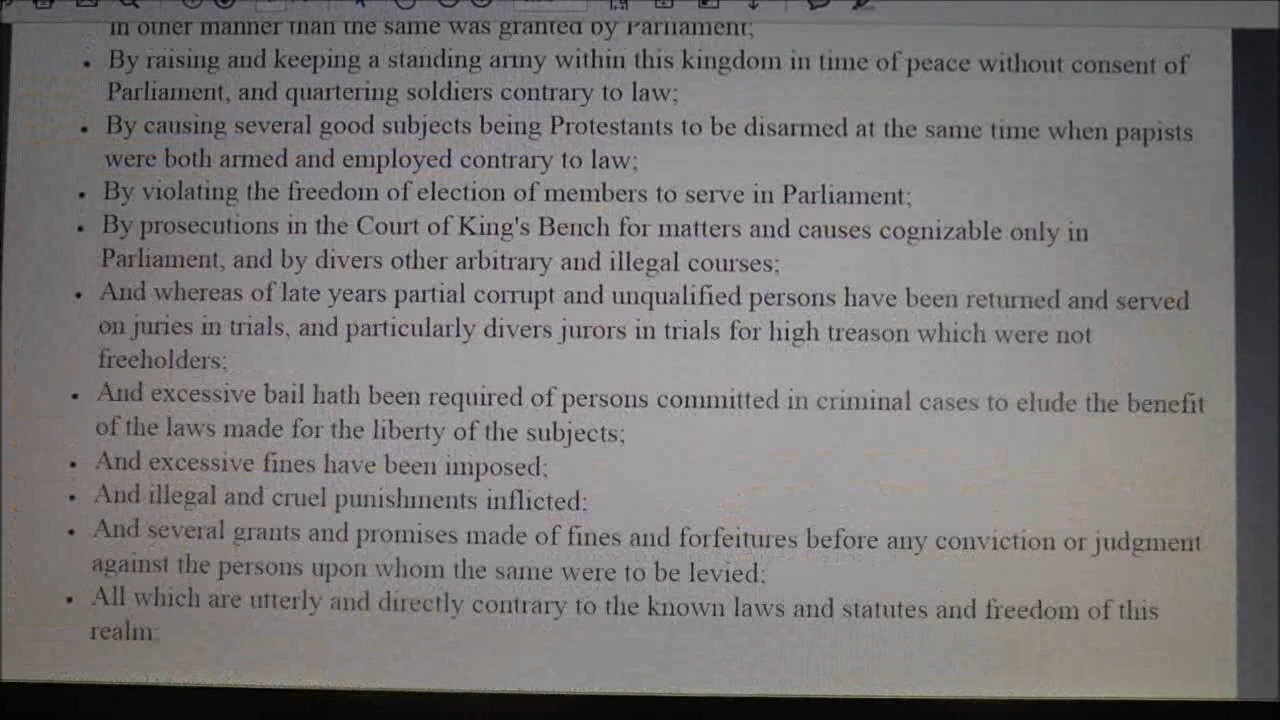 in other manner than the same was granted by Parliament;
• By raising and keeping a standing army within this kingdom in time of peace without consent of
Parliament, and quartering soldiers contrary to law;
• By causing several good subjects being Protestants to be disarmed at the same time when papists
were both armed and employed contrary to law;
• By violating the freedom of election of members to serve in Parliament;
• By prosecutions in the Court of King's Bench for matters and causes cognizable only in
Parliament, and by divers other arbitrary and illegal courses;
• And whereas of late years partial corrupt and unqualified persons have been returned and served
on juries in trials, and particularly divers jurors in trials for high treason which were not
freeholders;
• And excessive bail hath been required of persons committed in criminal cases to elude the benefit
of the laws made for the liberty of the subjects;
• And excessive fines have been imposed;
• And illegal and cruel punishments inflicted;
• And several grants and promises made of fines and forfeitures before any conviction or judgment
against the persons upon whom the same were to be levied;
• All which are utterly and directly contrary to the known laws and statutes and freedom of this
realm;